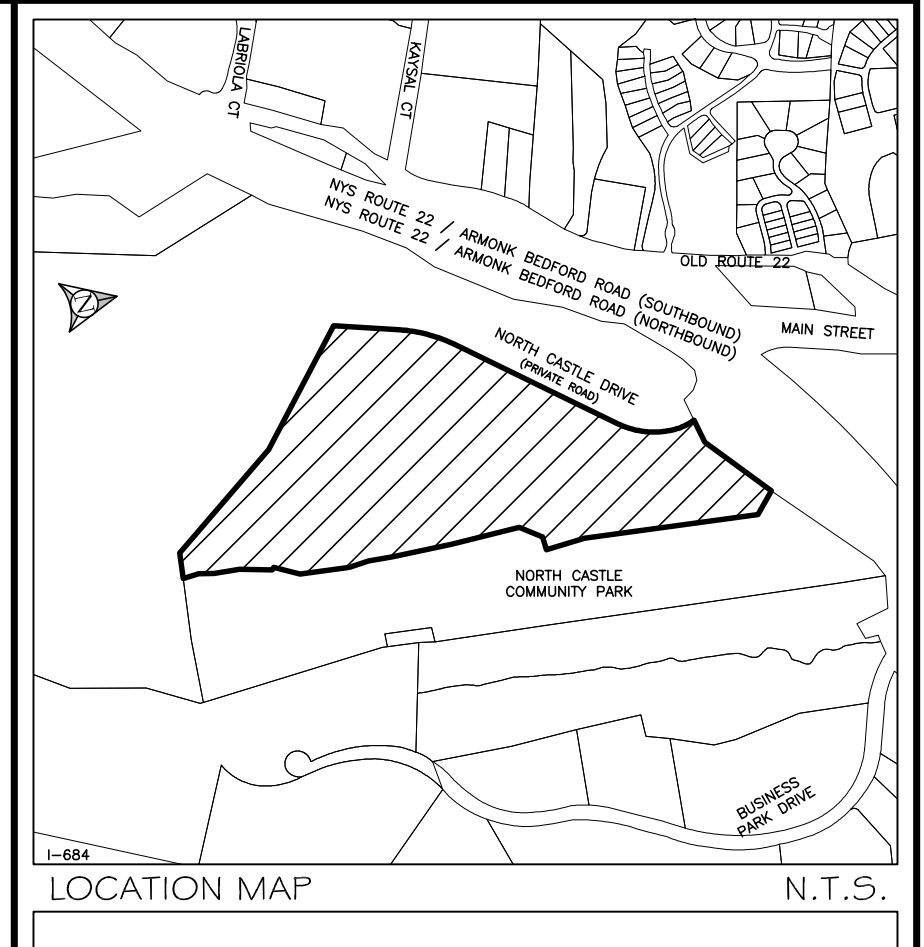 LABRIOLA CT
KAYSAL CT
NYS ROUTE 22 / ARMONK BEDFORD ROAD (SOUTHBOUND)
NYS ROUTE 22 / ARMONK BEDFORD ROAD (NORTHBOUND)
OLD ROUTE 22
MAIN STREET
N
NORTH CASTLE DRIVE
(PRIVATE ROAD)
NORTH CASTLE
COMMUNITY PARK
BUSINESS
PARK DRIVE
I-684
LOCATION MAP N.T.S.